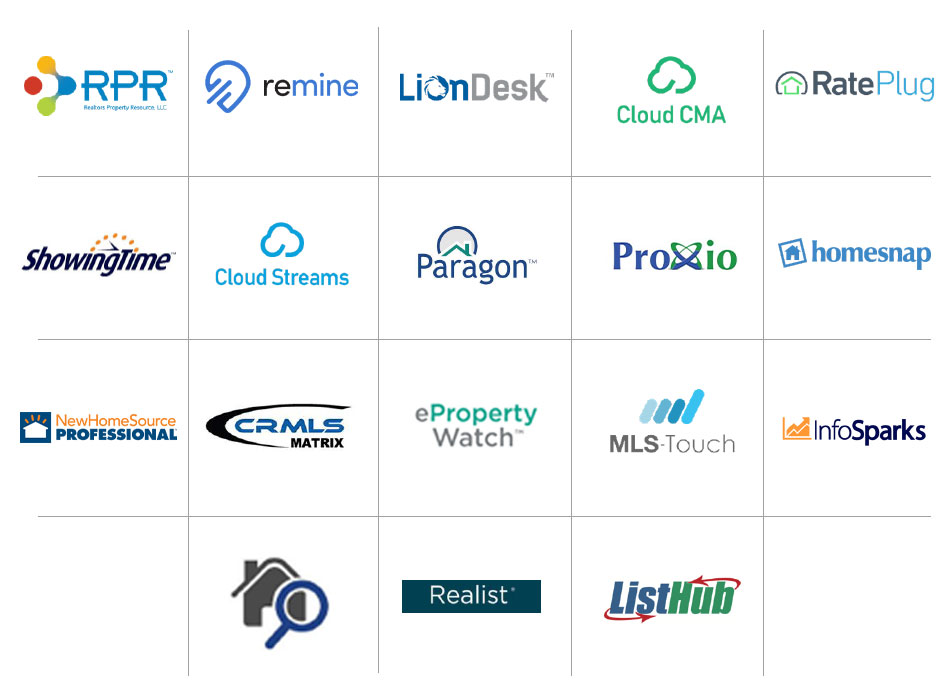 RPR™
Realtors Property Resource, LLC
remine
LionDesk™
Cloud CMA
RatePlug
ShowingTime™
Cloud Streams
Paragon™
Proxio
homesnap
NewHomeSource
PROFESSIONAL
CRMLS
MATRIX
eProperty
Watch™
MLS-Touch
InfoSparks
Realist®
ListHub